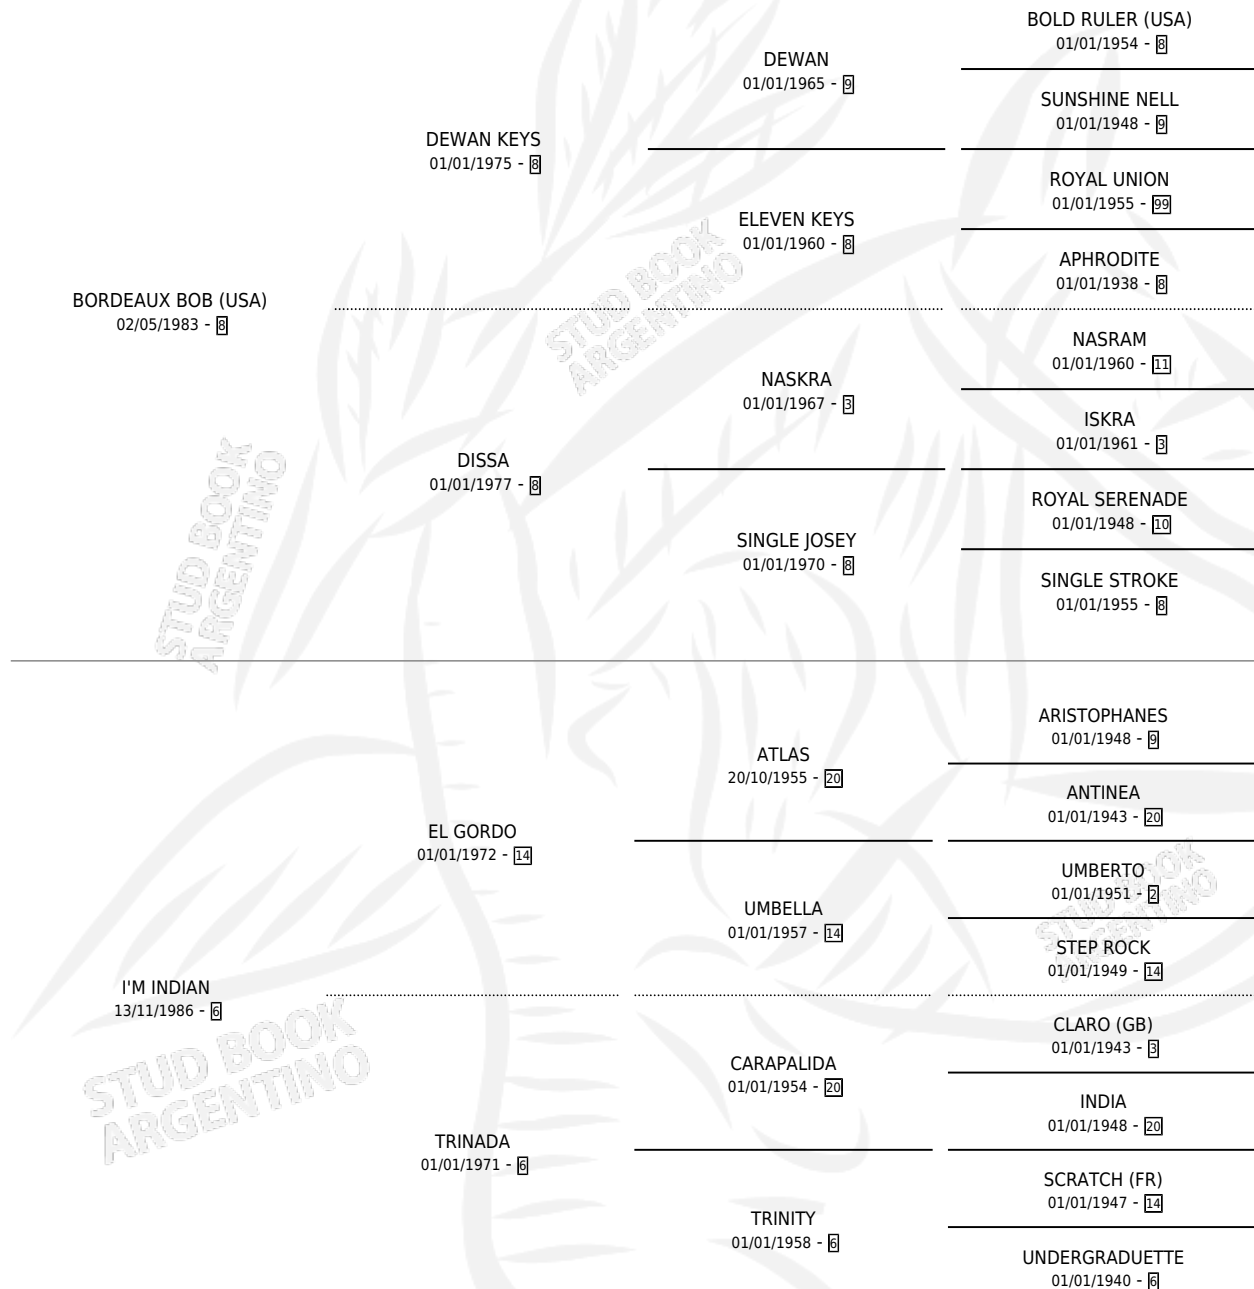 BOLD RULER (USA)
01/01/1954 - 8
DEWAN
01/01/1965 - 9
SUNSHINE NELL
01/01/1948 - 9
DEWAN KEYS
01/01/1975 - 8
ROYAL UNION
01/01/1955 - 99
ELEVEN KEYS
01/01/1960 - 8
APHRODITE
01/01/1938 - 8
BORDEAUX BOB (USA)
02/05/1983 - 8
NASRAM
01/01/1960 - 11
NASKRA
01/01/1967 - 3
ISKRA
01/01/1961 - 3
DISSA
01/01/1977 - 8
ROYAL SERENADE
01/01/1948 - 10
SINGLE JOSEY
01/01/1970 - 8
SINGLE STROKE
01/01/1955 - 8
ARISTOPHANES
01/01/1948 - 9
ATLAS
20/10/1955 - 20
ANTINEA
01/01/1943 - 20
EL GORDO
01/01/1972 - 14
UMBERTO
01/01/1951 - 2
UMBELLA
01/01/1957 - 14
STEP ROCK
01/01/1949 - 14
I'M INDIAN
13/11/1986 - 6
CLARO (GB)
01/01/1943 - 3
CARAPALIDA
01/01/1954 - 20
INDIA
01/01/1948 - 20
TRINADA
01/01/1971 - 6
SCRATCH (FR)
01/01/1947 - 14
TRINITY
01/01/1958 - 6
UNDERGRADUETTE
01/01/1940 - 6
STUD BOOK
ARGENTINO
STUD BOOK
ARGENTINO
STUD BOOK
ARGENTINO
STUD BOOK
ARGENTINO